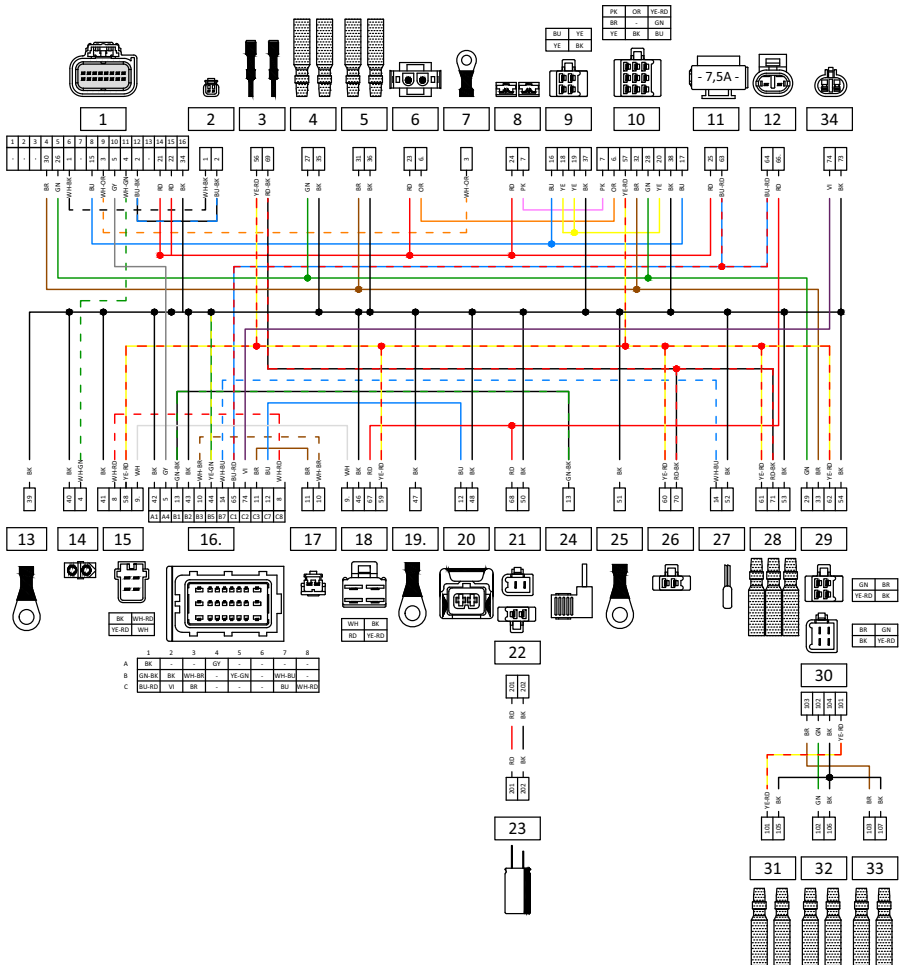 PK OR YE-RD
BR - GN
YE BK BU
BU YE
YE BK
- 7,5A -
1 2 3 4 5 6 7 8 9 10 11 12 34
1 2 3 4 5 6 7 8 9 10 11 12 13 14 15 16
- - - 30 26 1 - 15 3 5 4 2 - 21 22 34
1 2
56 69
27 35
31 36
23 6.
3
24 7
16 18 19 37
7 6 57 32 28 20 38 17
25 63
64 66.
74 73
BR GN WH-BK BU WH-OR GY WH-GN BU-BK RD RD BK
WH-BK BU-BK
YE-RD RD-BK
GN BK
BR BK
RD OR
WH-OR
RD PK
BU YE YE BK
PK OR YE-RD BR GN YE BK BU
RD BU-RD
BU-RD RD
VI BK
BK
BK WH-GN
BK WH-RD YE-RD WH
BK GY GN-BK BK WH-BR YE-GN WH-BU BU-RD VI BR BU WH-RD
BR WH-BR
WH BK RD YE-RD
BK
BU BK
RD BK
GN-BK
BK
YE-RD RD-BK
WH-BU BK
YE-RD RD-BK BK
GN BR YE-RD BK
39
40 4
41 8 58 9.
42 5 13 43 10 44 14 65 74 11 12 8
A1 A4 B1 B2 B3 B5 B7 C1 C2 C3 C7 C8
11 10
9. 46 67 59
47
12 48
68 50
13
51
60 70
14 52
61 71 53
29 33 62 54
13 14 15 16. 17 18 19. 20 21 24 25 26 27 28 29
BK WH-RD
YE-RD WH
WH BK
RD YE-RD
GN BR
YE-RD BK
BR GN
BK YE-RD
1 2 3 4 5 6 7 8
A BK - - GY - - - -
B GN-BK BK WH-BR - YE-GN - WH-BU -
C BU-RD VI BR - - - BU WH-RD
22
201 202
RD BK
RD BK
201 202
23
30
103 102 104 101
BR GN BK YE-RD
YE-RD BK GN BK BR BK
101 105 102 106 103 107
31 32 33